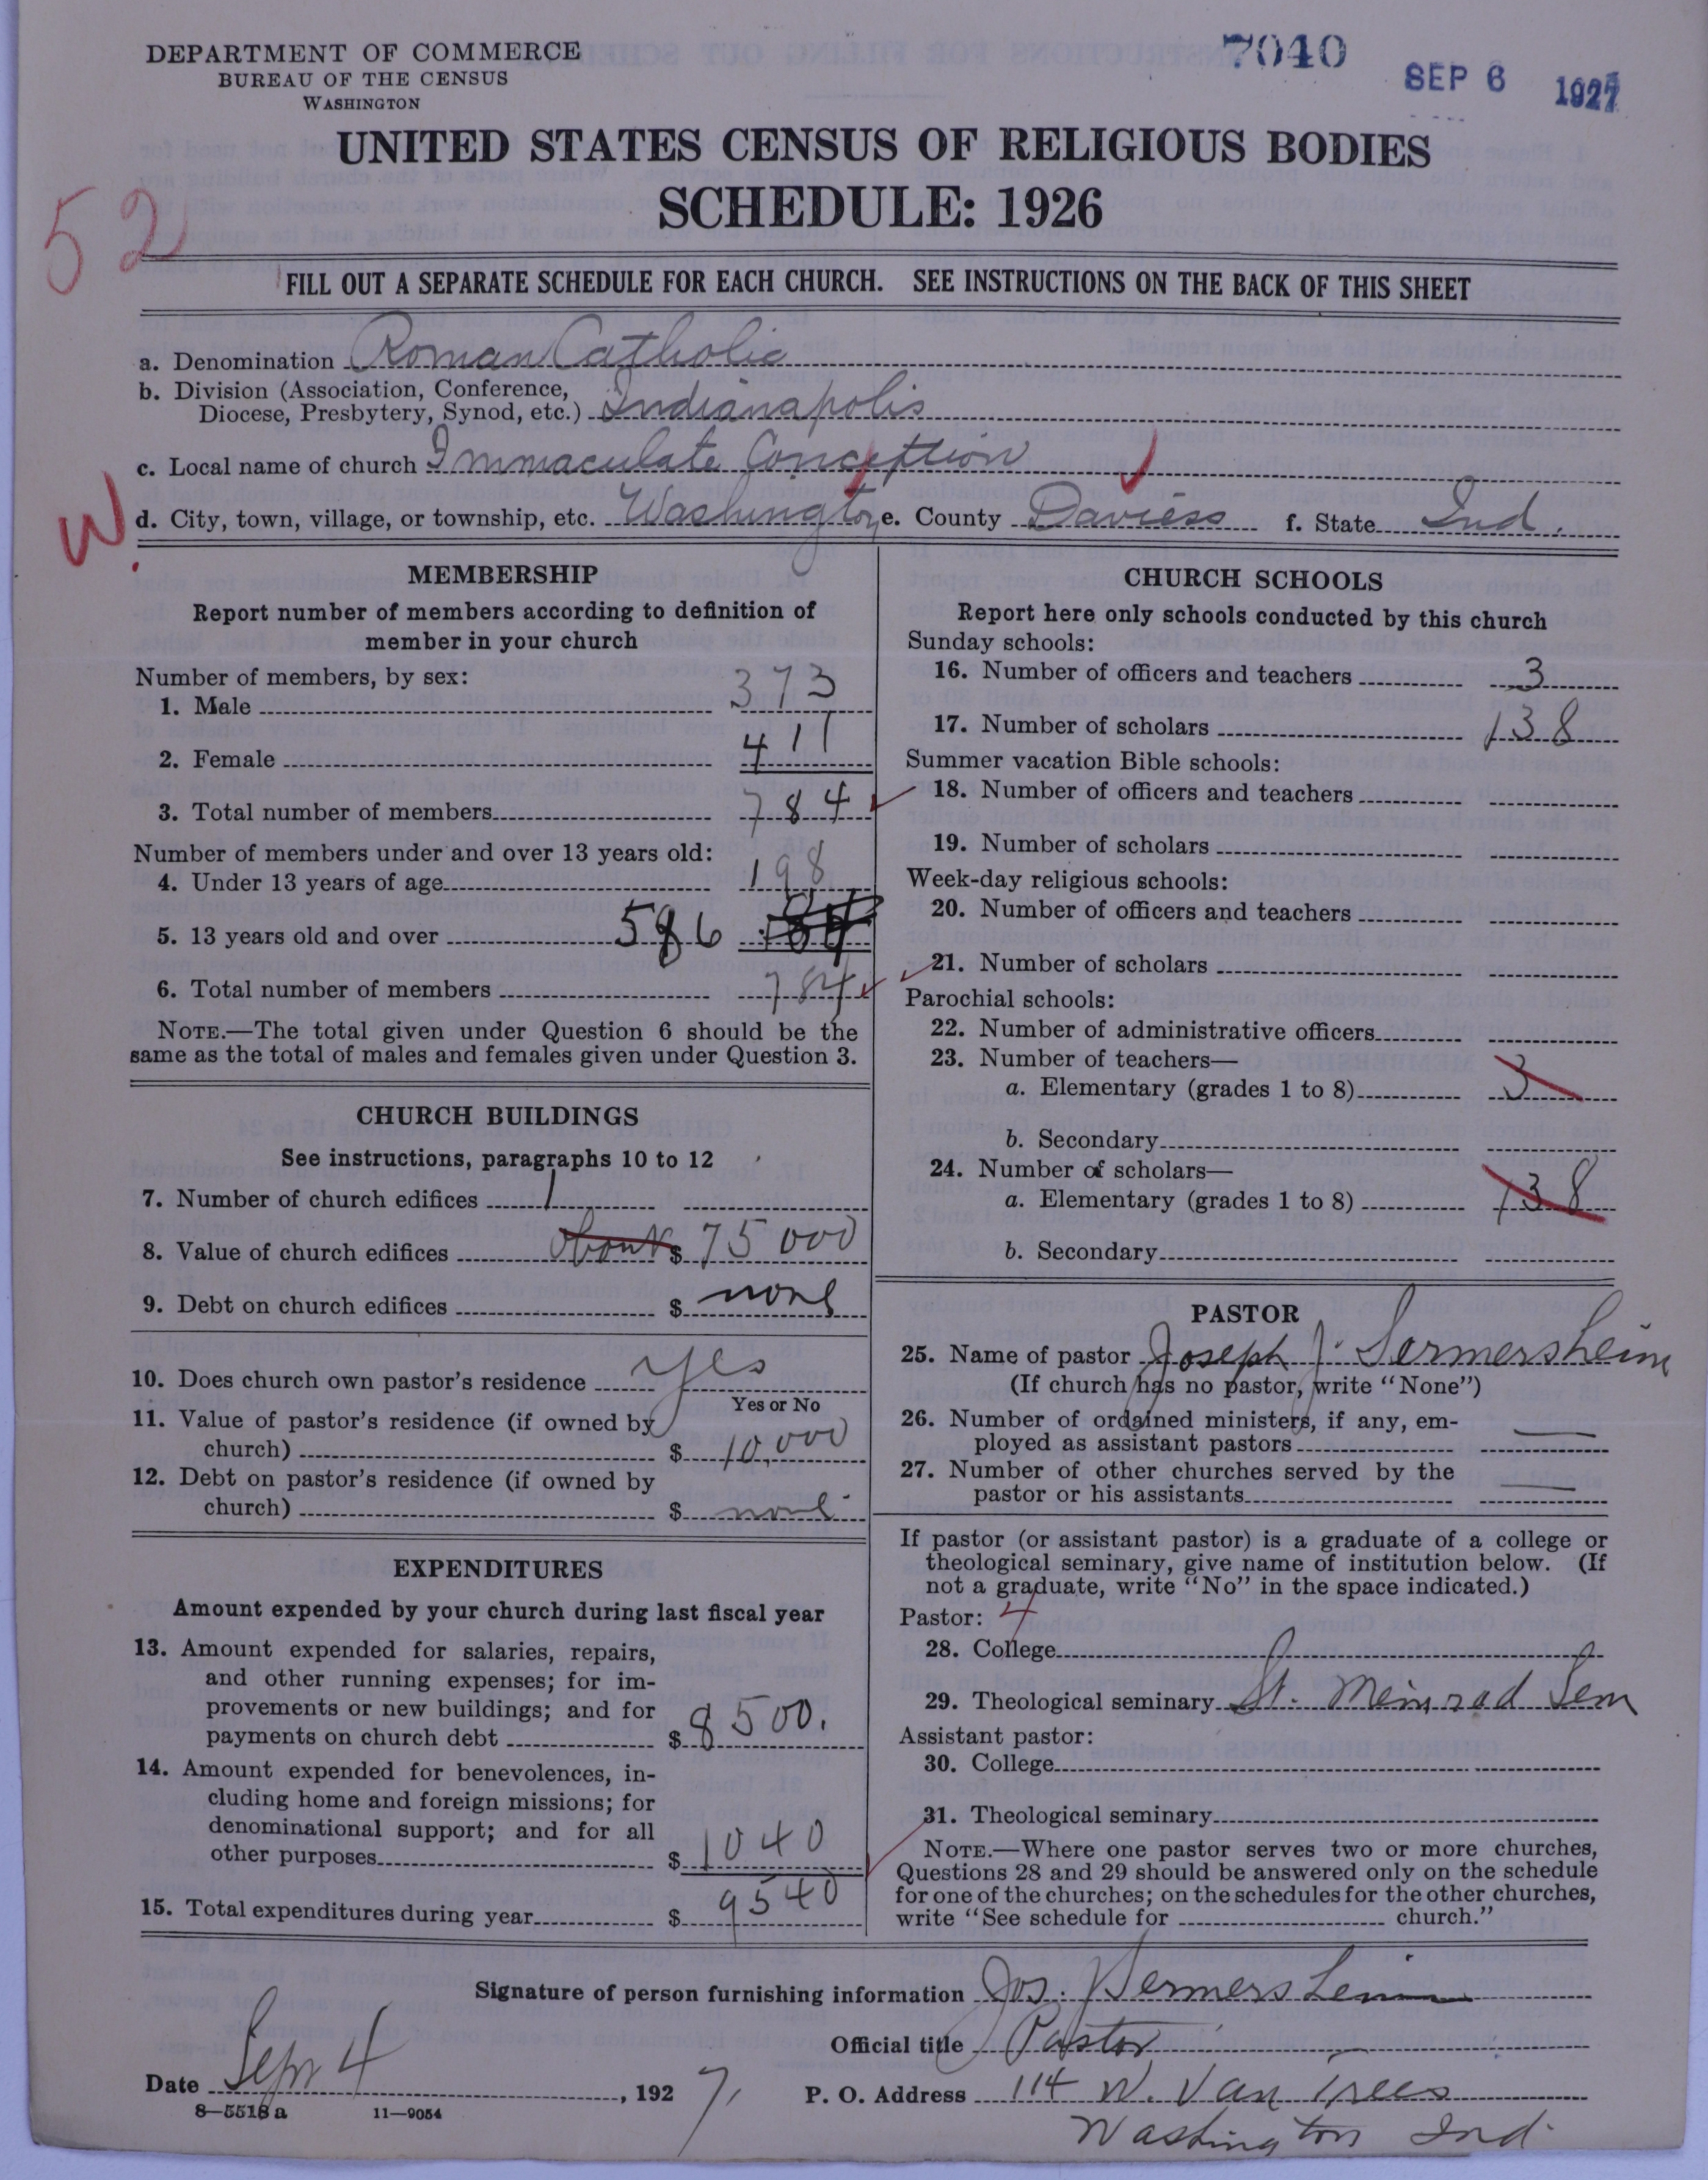 DEPARTMENT OF COMMERCE
BUREAU OF THE CENSUS
WASHINGTON
7040
SEP 6 1927
UNITED STATES CENSUS OF RELIGIOUS BODIES
SCHEDULE: 1926
52
FILL OUT A SEPARATE SCHEDULE FOR EACH CHURCH. SEE INSTRUCTIONS ON THE BACK OF THIS SHEET
a. Denomination Roman Catholic
b. Division (Association, Conference,
Diocese, Presbytery, Synod, etc.) Indianapolis
c. Local name of church Immaculate Conception
W.
d. City, town, village, or township, etc. Washington e. County Daviess f. State Ind.
MEMBERSHIP
Report number of members according to definition of
member in your church
Number of members, by sex:
1. Male 373
2. Female 411
3. Total number of members 784
Number of members under and over 13 years old:
4. Under 13 years of age 198
5. 13 years old and over 586
6. Total number of members 784
NOTE.—The total given under Question 6 should be the
same as the total of males and females given under Question 3.
CHURCH BUILDINGS
See instructions, paragraphs 10 to 12
7. Number of church edifices 1
8. Value of church edifices about $ 75 000
9. Debt on church edifices $ none
10. Does church own pastor's residence yes
Yes or No
11. Value of pastor's residence (if owned by
church) $ 10,000
12. Debt on pastor's residence (if owned by
church) $ none
EXPENDITURES
Amount expended by your church during last fiscal year
13. Amount expended for salaries, repairs,
and other running expenses; for im-
provements or new buildings; and for
payments on church debt $ 8500.
14. Amount expended for benevolences, in-
cluding home and foreign missions; for
denominational support; and for all
other purposes $ 1040
15. Total expenditures during year $ 9540
CHURCH SCHOOLS
Report here only schools conducted by this church
Sunday schools:
16. Number of officers and teachers 3
17. Number of scholars 138
Summer vacation Bible schools:
18. Number of officers and teachers
19. Number of scholars
Week-day religious schools:
20. Number of officers and teachers
21. Number of scholars
Parochial schools:
22. Number of administrative officers
23. Number of teachers—
a. Elementary (grades 1 to 8) 3
b. Secondary
24. Number of scholars—
a. Elementary (grades 1 to 8) 138
b. Secondary
PASTOR
25. Name of pastor Joseph J. Sermersheim
(If church has no pastor, write "None")
26. Number of ordained ministers, if any, em-
ployed as assistant pastors —
27. Number of other churches served by the
pastor or his assistants —
If pastor (or assistant pastor) is a graduate of a college or
theological seminary, give name of institution below. (If
not a graduate, write "No" in the space indicated.)
Pastor: 4
28. College
29. Theological seminary St. Meinrad Sem
Assistant pastor:
30. College
31. Theological seminary
NOTE.—Where one pastor serves two or more churches,
Questions 28 and 29 should be answered only on the schedule
for one of the churches; on the schedules for the other churches,
write "See schedule for church."
Signature of person furnishing information Jos. J Sermersheim
Official title Pastor
Date Sept 4, 1927. P. O. Address 114 W. Van Trees
8—5518 a 11—9054
Washington Ind.